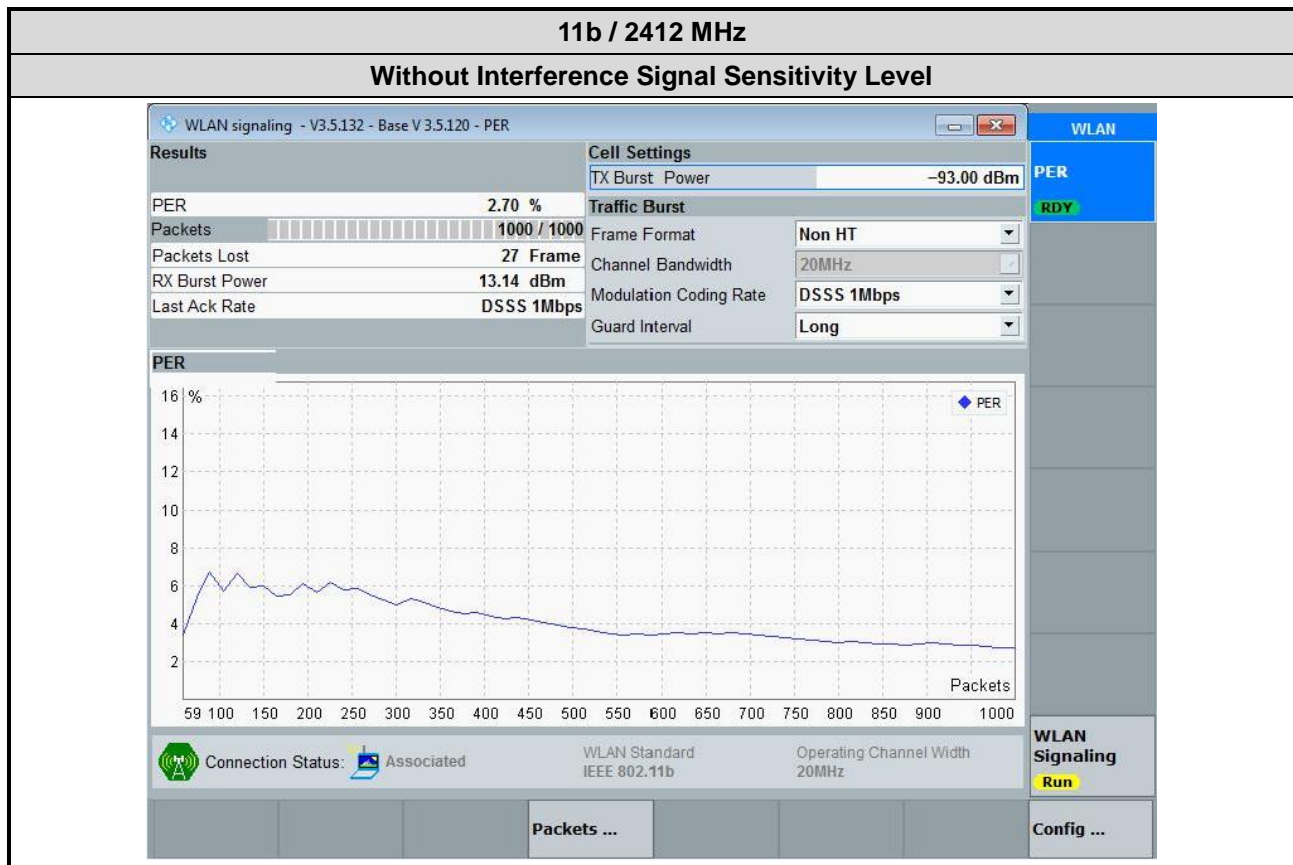 11b / 2412 MHz
Without Interference Signal Sensitivity Level
WLAN signaling - V3.5.132 - Base V 3.5.120 - PER
WLAN
Results
Cell Settings
TX Burst Power −93.00 dBm
PER
RDY
PER 2.70 %
Traffic Burst
Packets 1000 / 1000
Frame Format Non HT
Packets Lost 27 Frame
Channel Bandwidth 20MHz
RX Burst Power 13.14 dBm
Modulation Coding Rate DSSS 1Mbps
Last Ack Rate DSSS 1Mbps
Guard Interval Long
PER
16 %
PER
14
12
10
8
6
4
2
Packets
59 100 150 200 250 300 350 400 450 500 550 600 650 700 750 800 850 900 1000
Connection Status: Associated
WLAN Standard
IEEE 802.11b
Operating Channel Width
20MHz
WLAN
Signaling
Run
Packets ...
Config ...